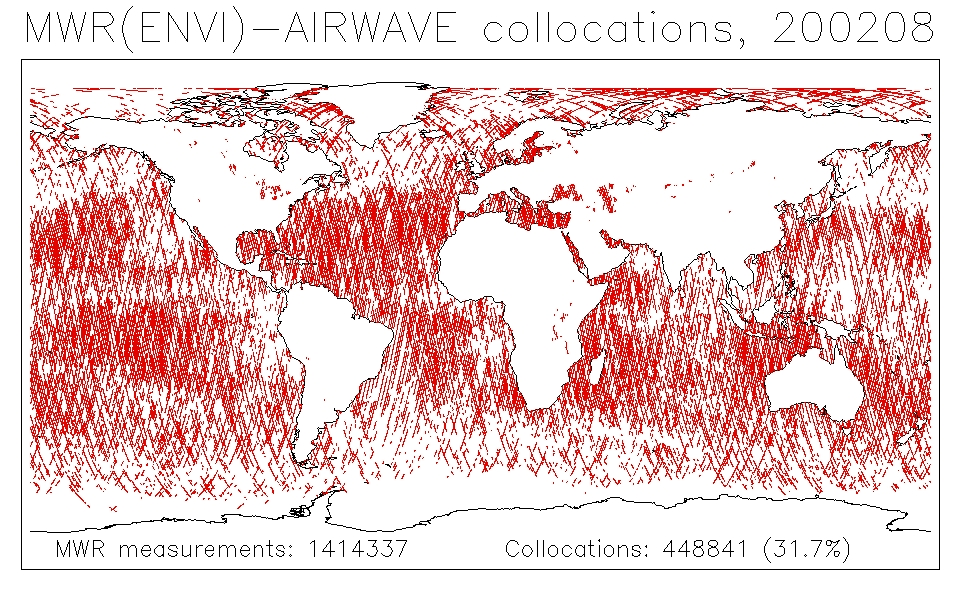 MWR(ENVI)-AIRWAVE collocations, 200208
MWR measurements: 1414337 Collocations: 448841 (31.7%)